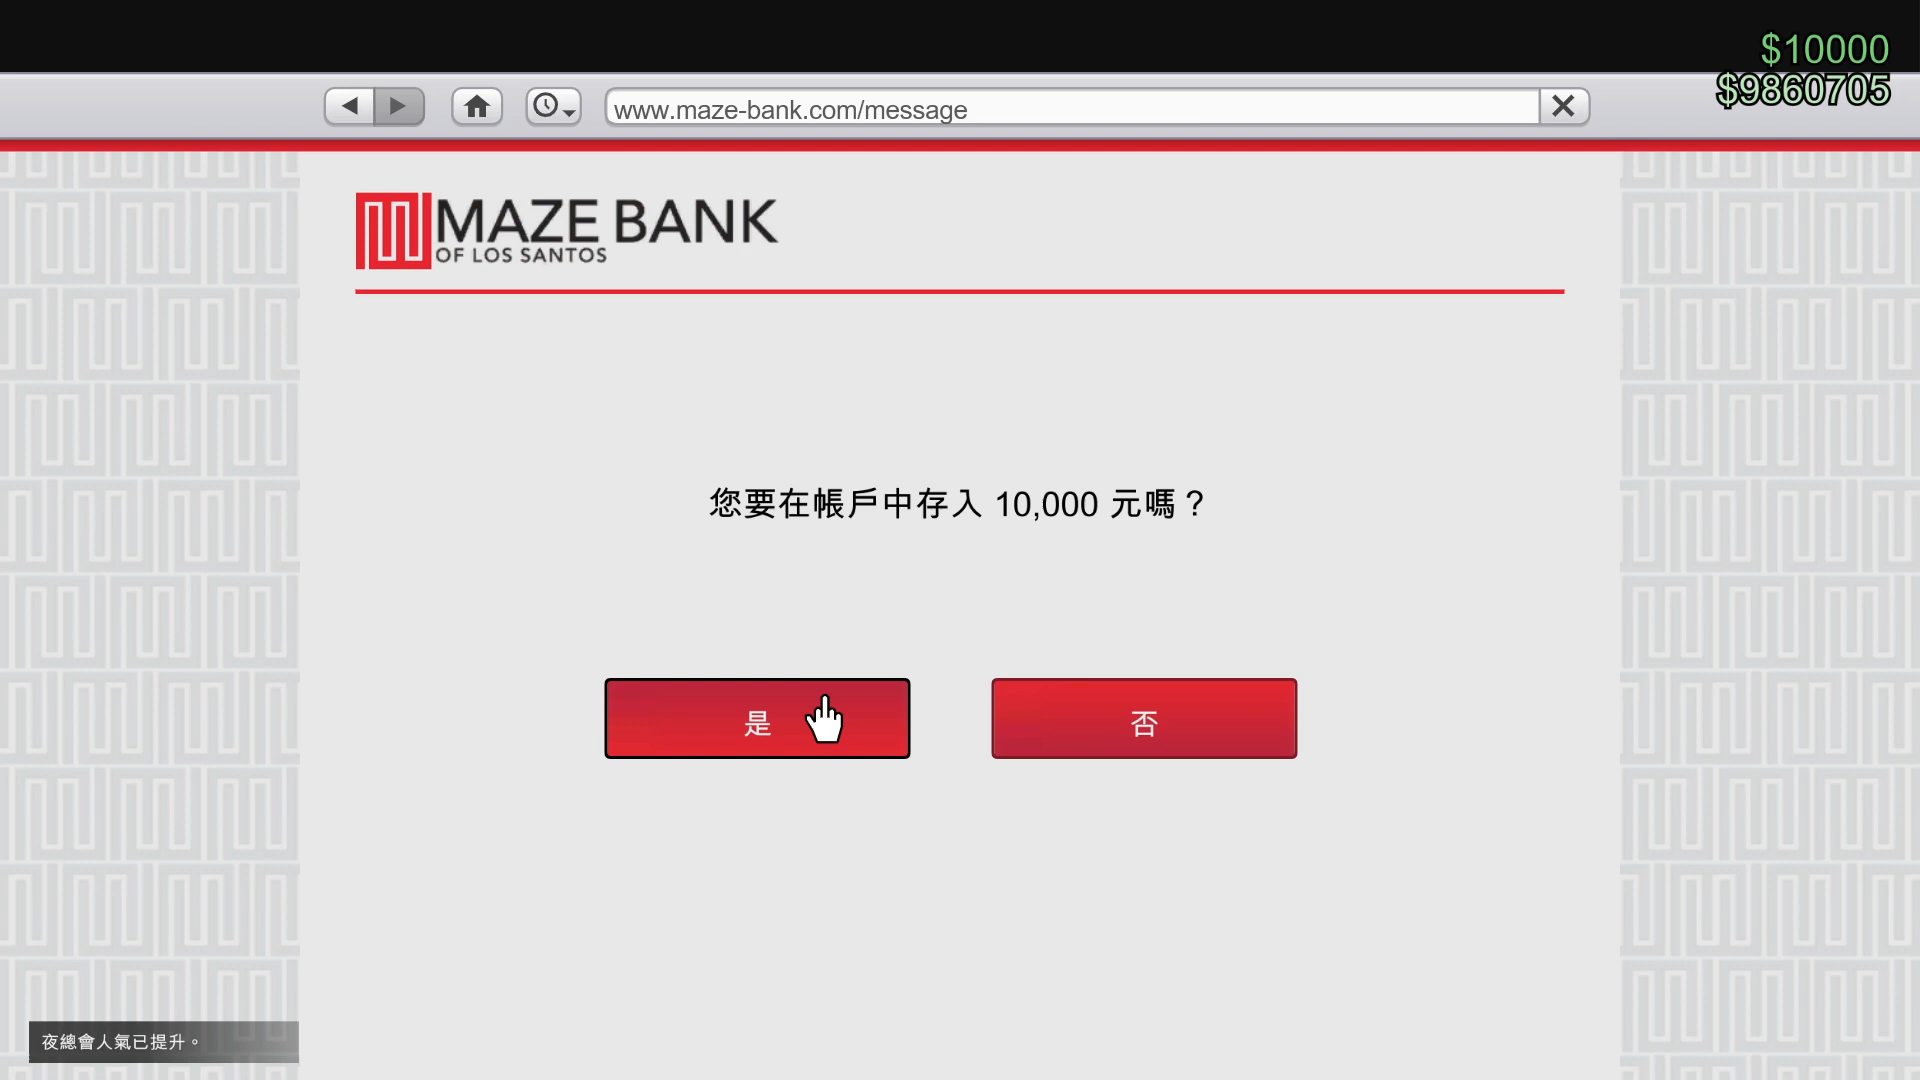 $10000
$9860705
www.maze-bank.com/message
MAZE BANK
OF LOS SANTOS
您要在帳戶中存入 10,000 元嗎？
是
否
夜總會人氣已提升。